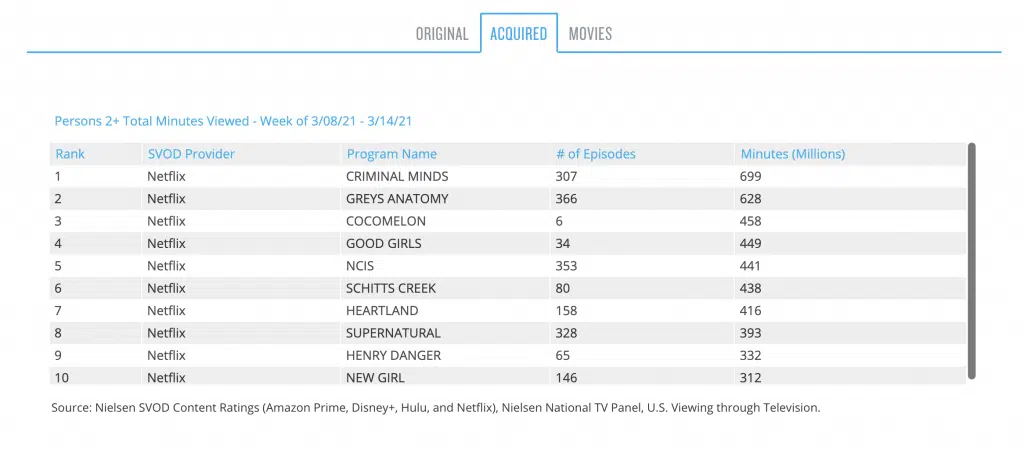 ORIGINAL ACQUIRED MOVIES
Persons 2+ Total Minutes Viewed - Week of 3/08/21 - 3/14/21
Rank SVOD Provider Program Name # of Episodes Minutes (Millions)
1 Netflix CRIMINAL MINDS 307 699
2 Netflix GREYS ANATOMY 366 628
3 Netflix COCOMELON 6 458
4 Netflix GOOD GIRLS 34 449
5 Netflix NCIS 353 441
6 Netflix SCHITTS CREEK 80 438
7 Netflix HEARTLAND 158 416
8 Netflix SUPERNATURAL 328 393
9 Netflix HENRY DANGER 65 332
10 Netflix NEW GIRL 146 312
Source: Nielsen SVOD Content Ratings (Amazon Prime, Disney+, Hulu, and Netflix), Nielsen National TV Panel, U.S. Viewing through Television.